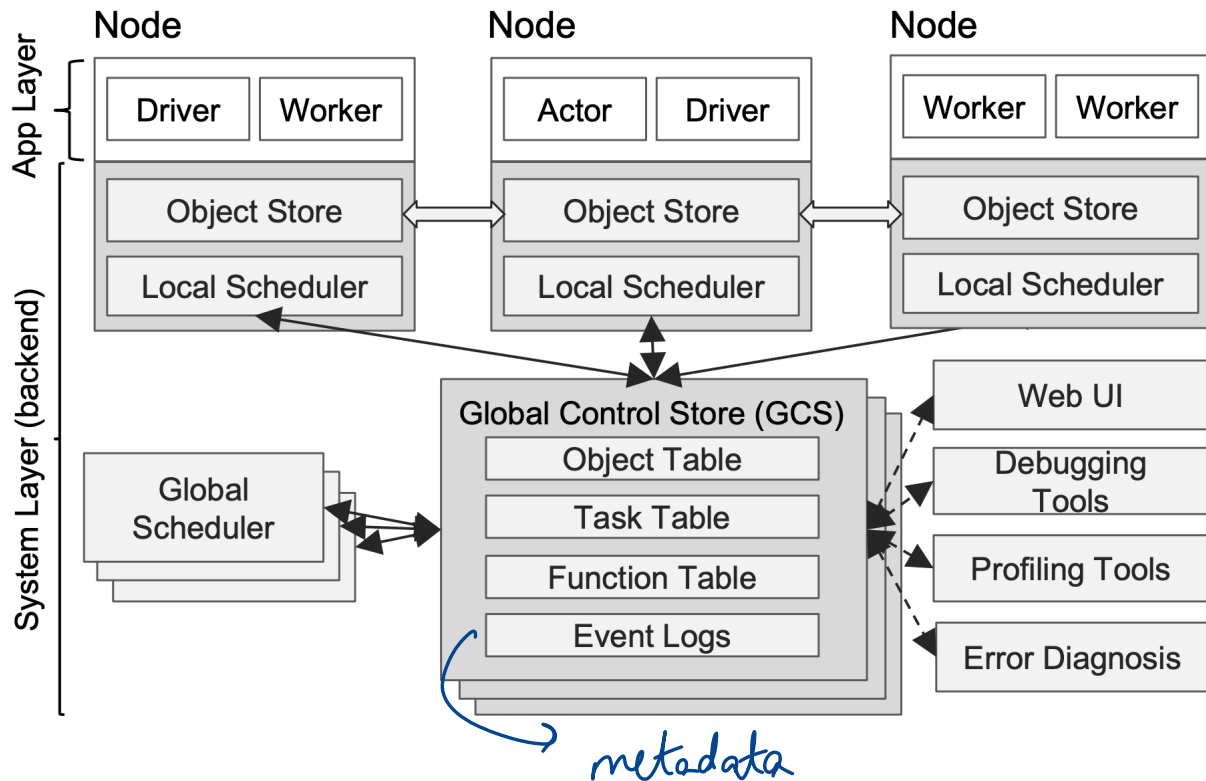 Node
Node
Node
App Layer
Driver
Worker
Actor
Driver
Worker
Worker
Object Store
Object Store
Object Store
Local Scheduler
Local Scheduler
Local Scheduler
System Layer (backend)
Global Control Store (GCS)
Object Table
Task Table
Function Table
Event Logs
Global
Scheduler
Web UI
Debugging
Tools
Profiling Tools
Error Diagnosis
metadata